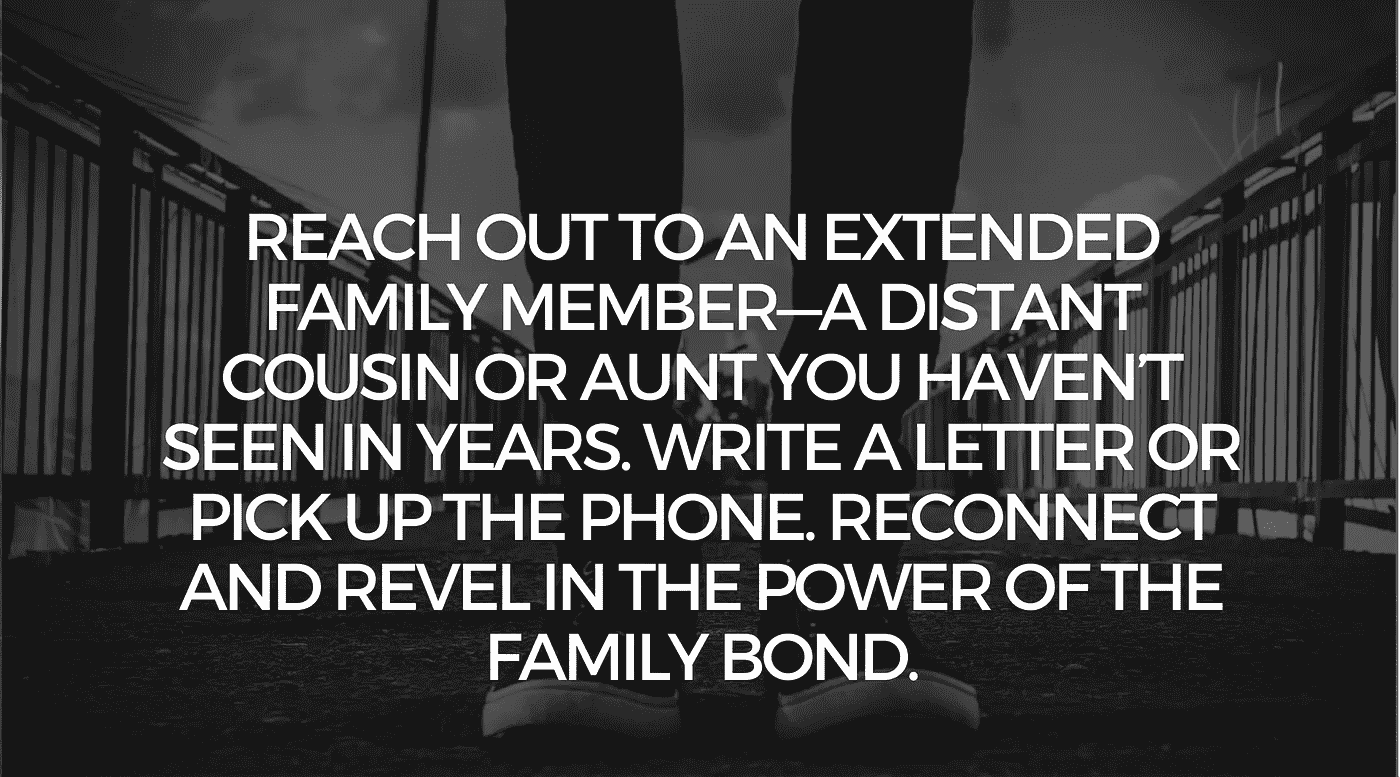 REACH OUT TO AN EXTENDED
FAMILY MEMBER—A DISTANT
COUSIN OR AUNT YOU HAVEN’T
SEEN IN YEARS. WRITE A LETTER OR
PICK UP THE PHONE. RECONNECT
AND REVEL IN THE POWER OF THE
FAMILY BOND.